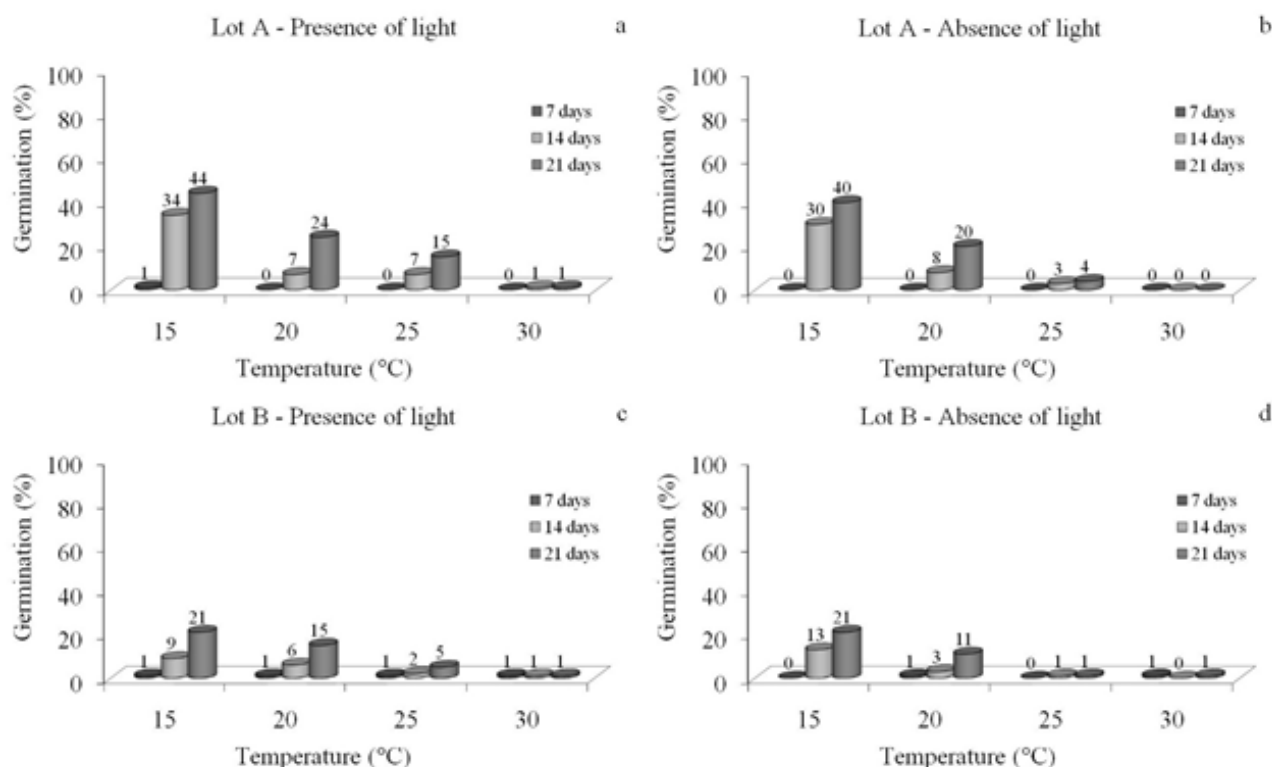 Lot A - Presence of light
a
Germination (%)
100
80
60
40
20
0
7 days
14 days
21 days
1 34 44
0 7 24
0 7 15
0 1 1
15 20 25 30
Temperature (°C)
Lot A - Absence of light
b
Germination (%)
100
80
60
40
20
0
7 days
14 days
21 days
0 30 40
0 8 20
0 3 4
0 0 0
15 20 25 30
Temperature (°C)
Lot B - Presence of light
c
Germination (%)
100
80
60
40
20
0
7 days
14 days
21 days
1 9 21
1 6 15
1 2 5
1 1 1
15 20 25 30
Temperature (°C)
Lot B - Absence of light
d
Germination (%)
100
80
60
40
20
0
7 days
14 days
21 days
0 13 21
1 3 11
0 1 1
1 0 1
15 20 25 30
Temperature (°C)